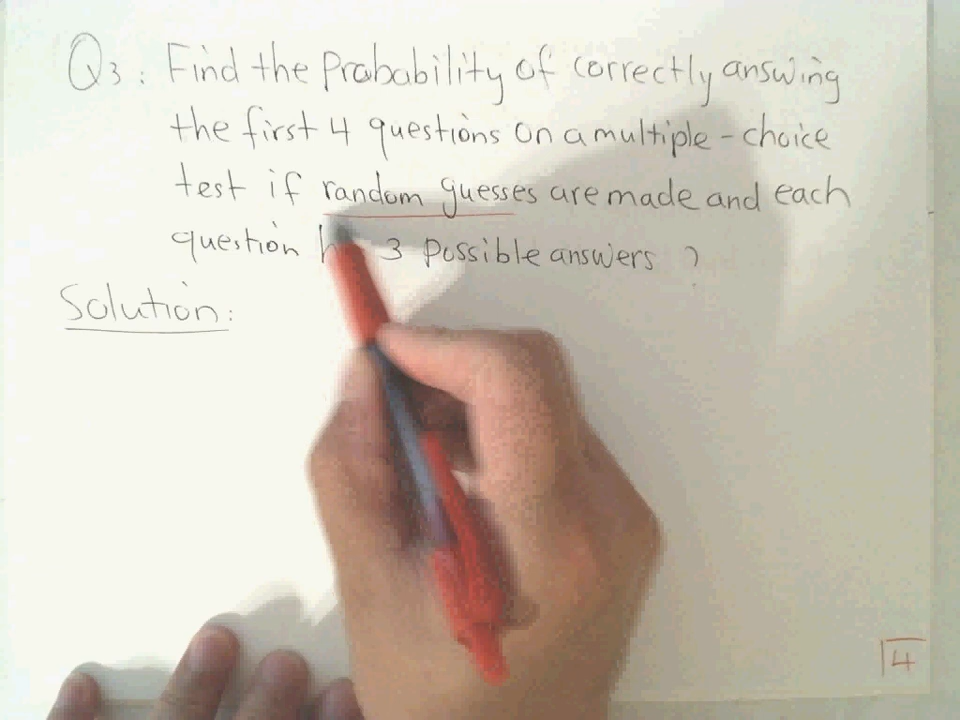 Q3: Find the Probability of correctly answing
the first 4 questions on a multiple-choice
test if random guesses are made and each
question 3 possible answers ?
Solution:
4